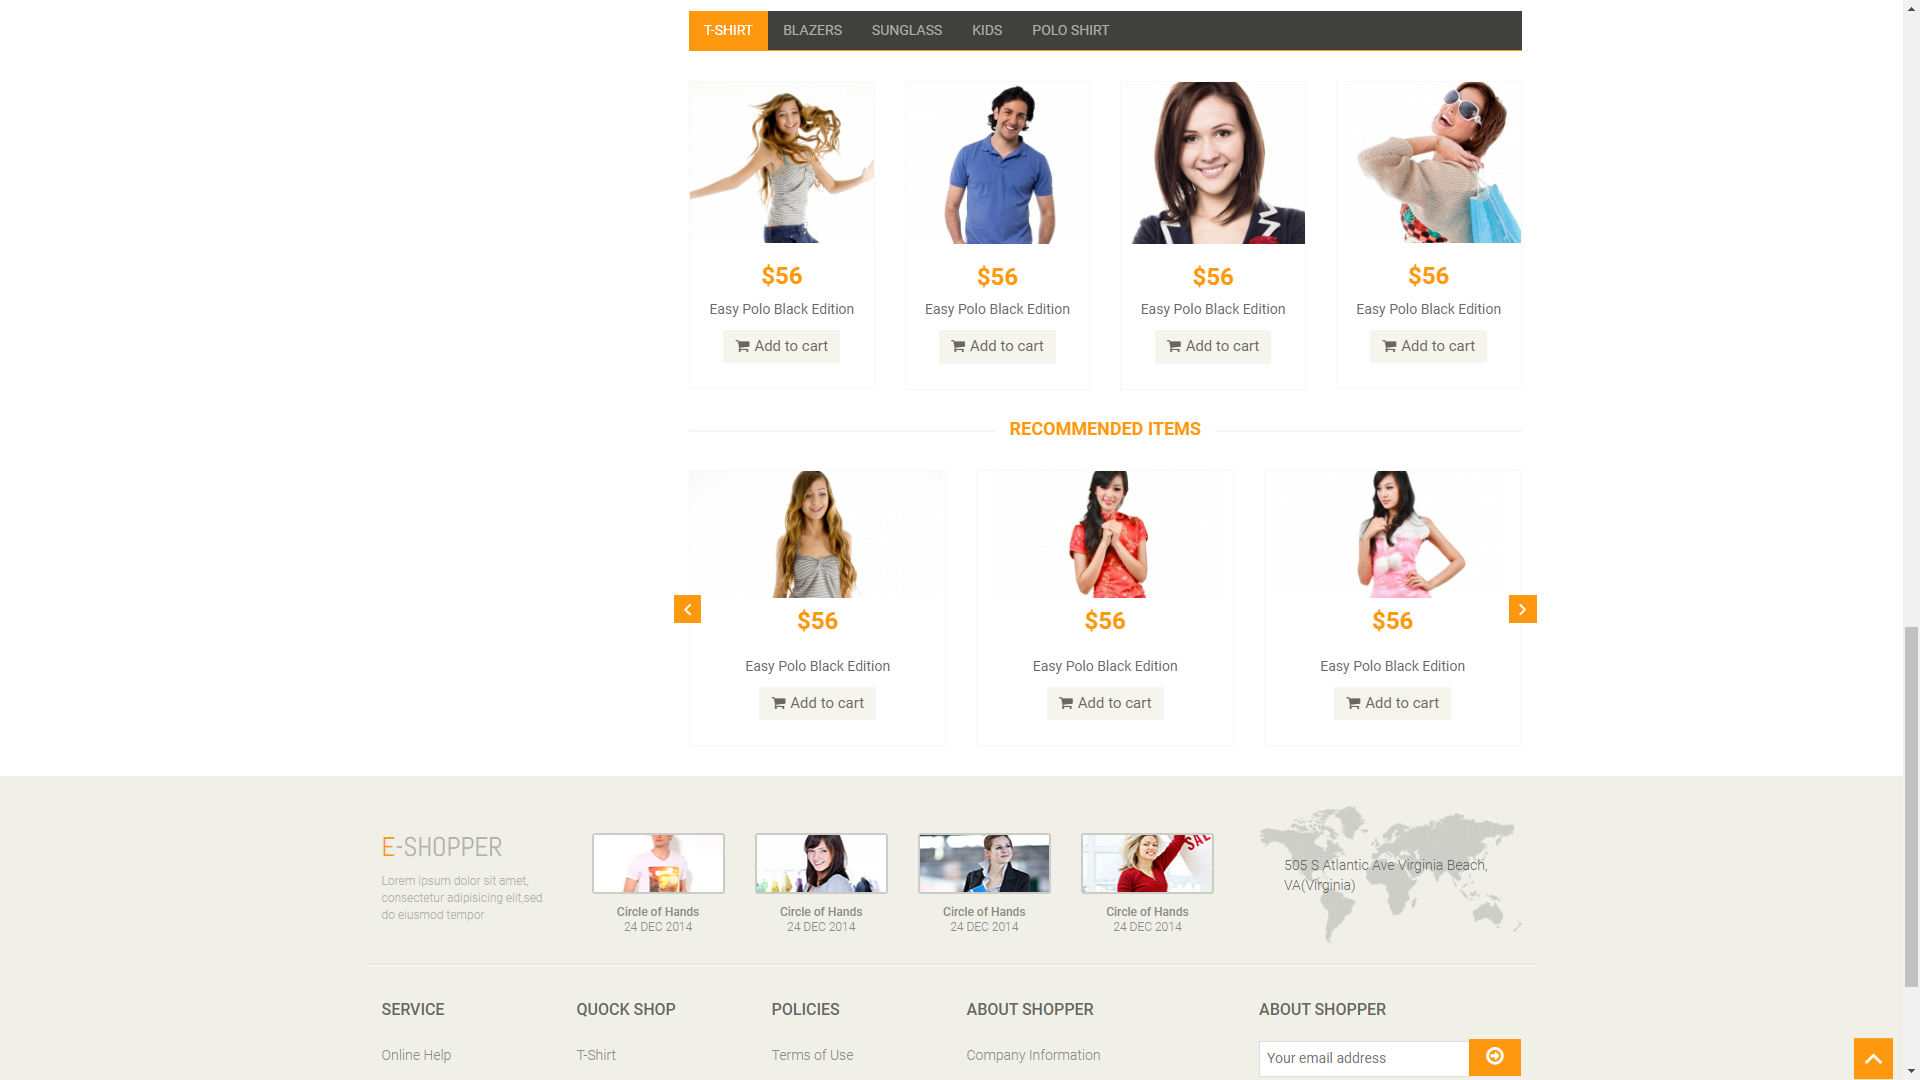 T-SHIRT BLAZERS SUNGLASS KIDS POLO SHIRT
$56 $56 $56 $56
Easy Polo Black Edition Easy Polo Black Edition Easy Polo Black Edition Easy Polo Black Edition
Add to cart Add to cart Add to cart Add to cart
RECOMMENDED ITEMS
$56 $56 $56
Easy Polo Black Edition Easy Polo Black Edition Easy Polo Black Edition
Add to cart Add to cart Add to cart
E-SHOPPER
Lorem ipsum dolor sit amet,
consectetur adipisicing elit,sed
do eiusmod tempor
SALE
Circle of Hands Circle of Hands Circle of Hands Circle of Hands
24 DEC 2014 24 DEC 2014 24 DEC 2014 24 DEC 2014
505 S Atlantic Ave Virginia Beach,
VA(Virginia)
SERVICE QUOCK SHOP POLICIES ABOUT SHOPPER ABOUT SHOPPER
Online Help T-Shirt Terms of Use Company Information Your email address